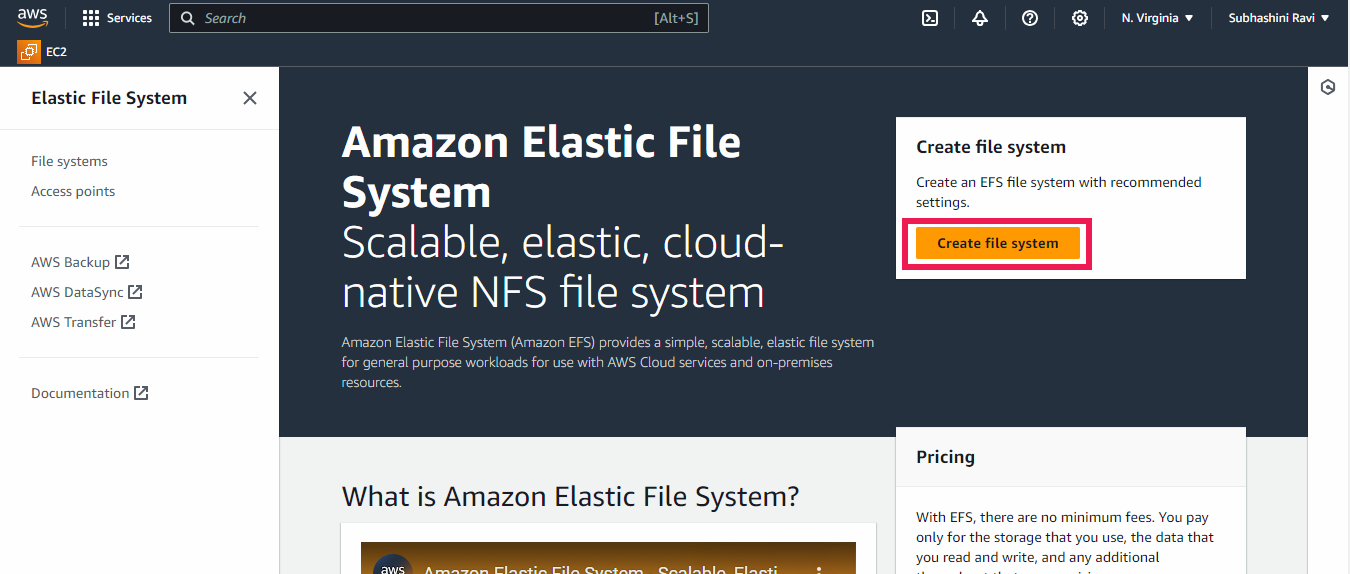 aws
Services
Search
[Alt+S]
N. Virginia
Subhashini Ravi
EC2
Elastic File System
File systems
Access points
AWS Backup
AWS DataSync
AWS Transfer
Documentation
Amazon Elastic File
System
Scalable, elastic, cloud-
native NFS file system
Amazon Elastic File System (Amazon EFS) provides a simple, scalable, elastic file system
for general purpose workloads for use with AWS Cloud services and on-premises
resources.
Create file system
Create an EFS file system with recommended
settings.
Create file system
What is Amazon Elastic File System?
aws
Amazon Elastic File System - Scalable, Elasti
Pricing
With EFS, there are no minimum fees. You pay
only for the storage that you use, the data that
you read and write, and any additional